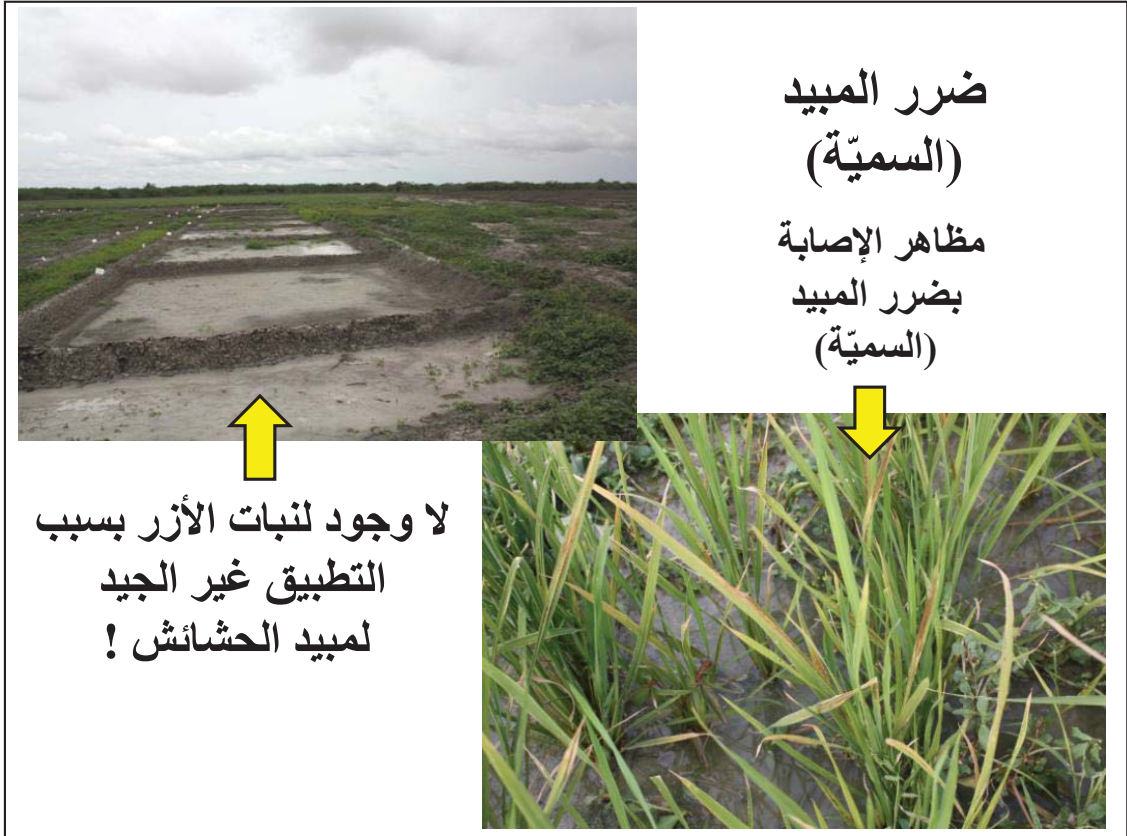 ضرر المبيد
(السميّة)
مظاهر الإصابة
بضرر المبيد
(السميّة)
لا وجود لنبات الأزر بسبب
التطبيق غير الجيد
لمبيد الحشائش !